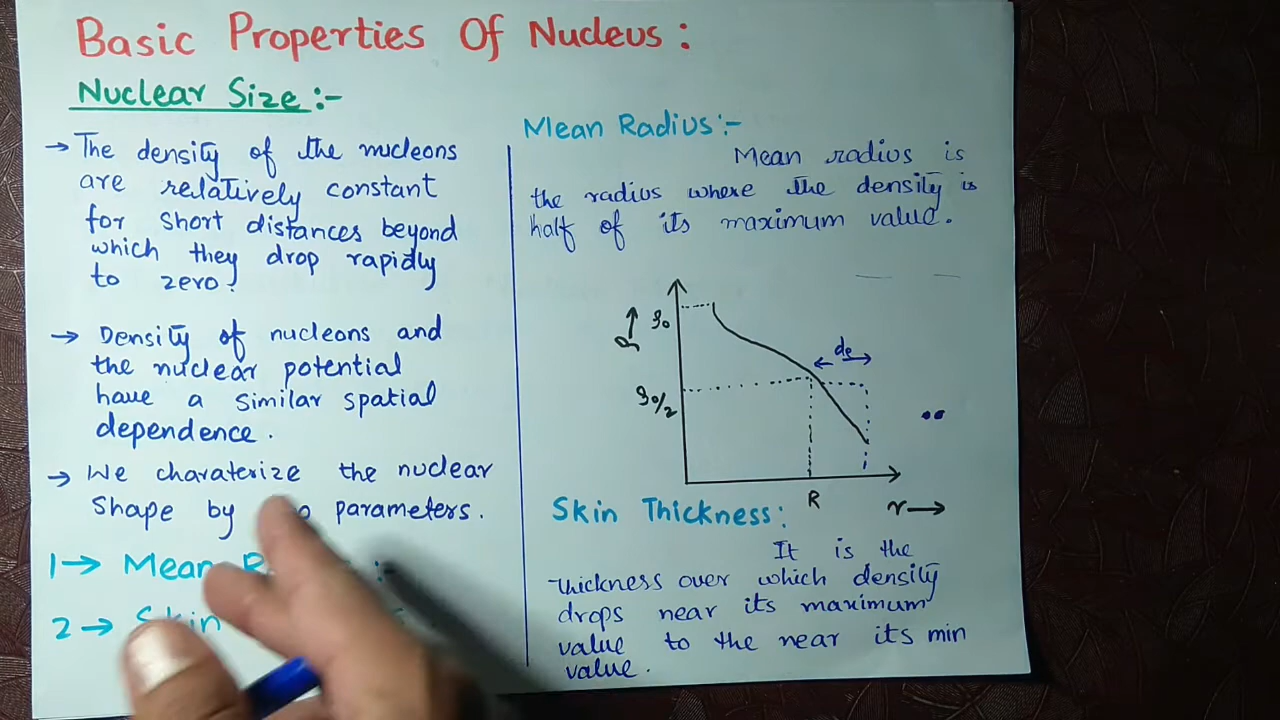 Basic Properties Of Nucleus:
Nuclear Size:-
→ The density of the nucleons
are relatively constant
for short distances beyond
which they drop rapidly
to zero.
→ Density of nucleons and
the nuclear potential
have a similar spatial
dependence.
→ We charaterize the nuclear
Shape by parameters.
1→ Mean
2→ Skin
Mean Radius:-
Mean radius is
the radius where the density is
half of its maximum value.
ρ₀
ρ
de
ρ₀/2
R
r→
Skin Thickness:
It is the
thickness over which density
drops near its maximum
value to the near its min
value.